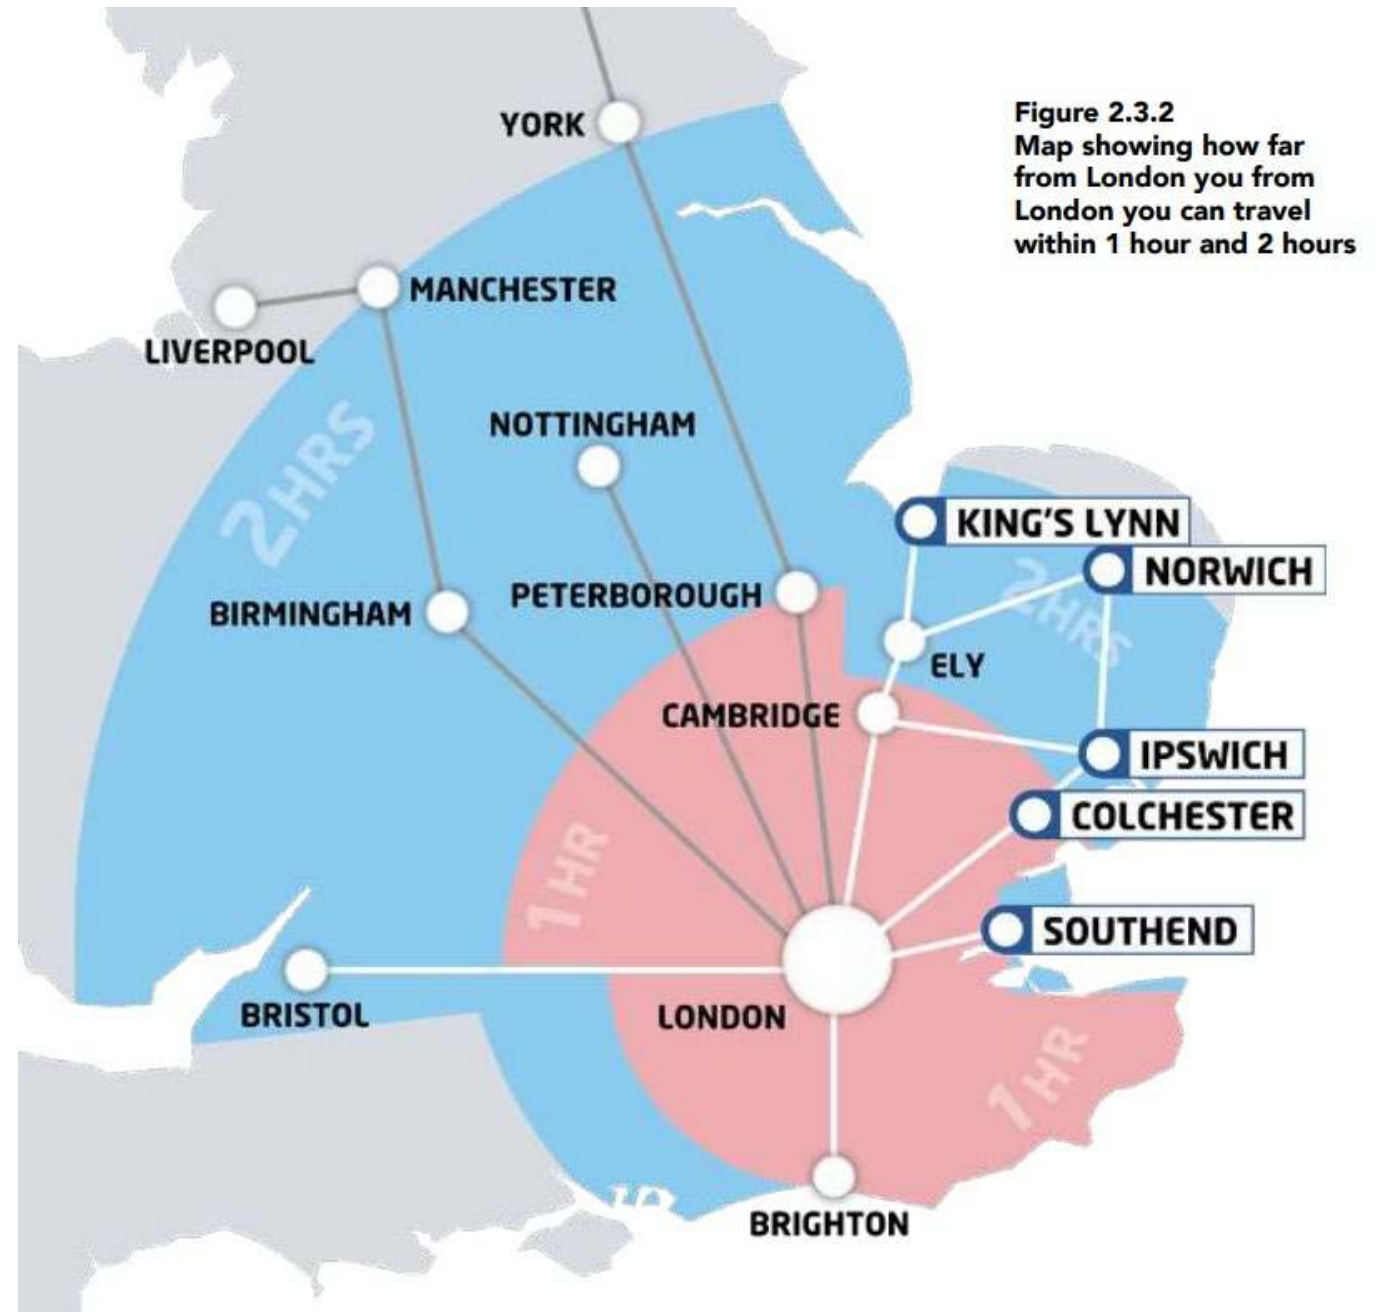 Figure 2.3.2
Map showing how far
from London you from
London you can travel
within 1 hour and 2 hours
YORK
MANCHESTER
LIVERPOOL
2HRS
NOTTINGHAM
KING'S LYNN
NORWICH
2HRS
PETERBOROUGH
BIRMINGHAM
ELY
CAMBRIDGE
IPSWICH
COLCHESTER
1HR
SOUTHEND
BRISTOL
LONDON
1HR
BRIGHTON